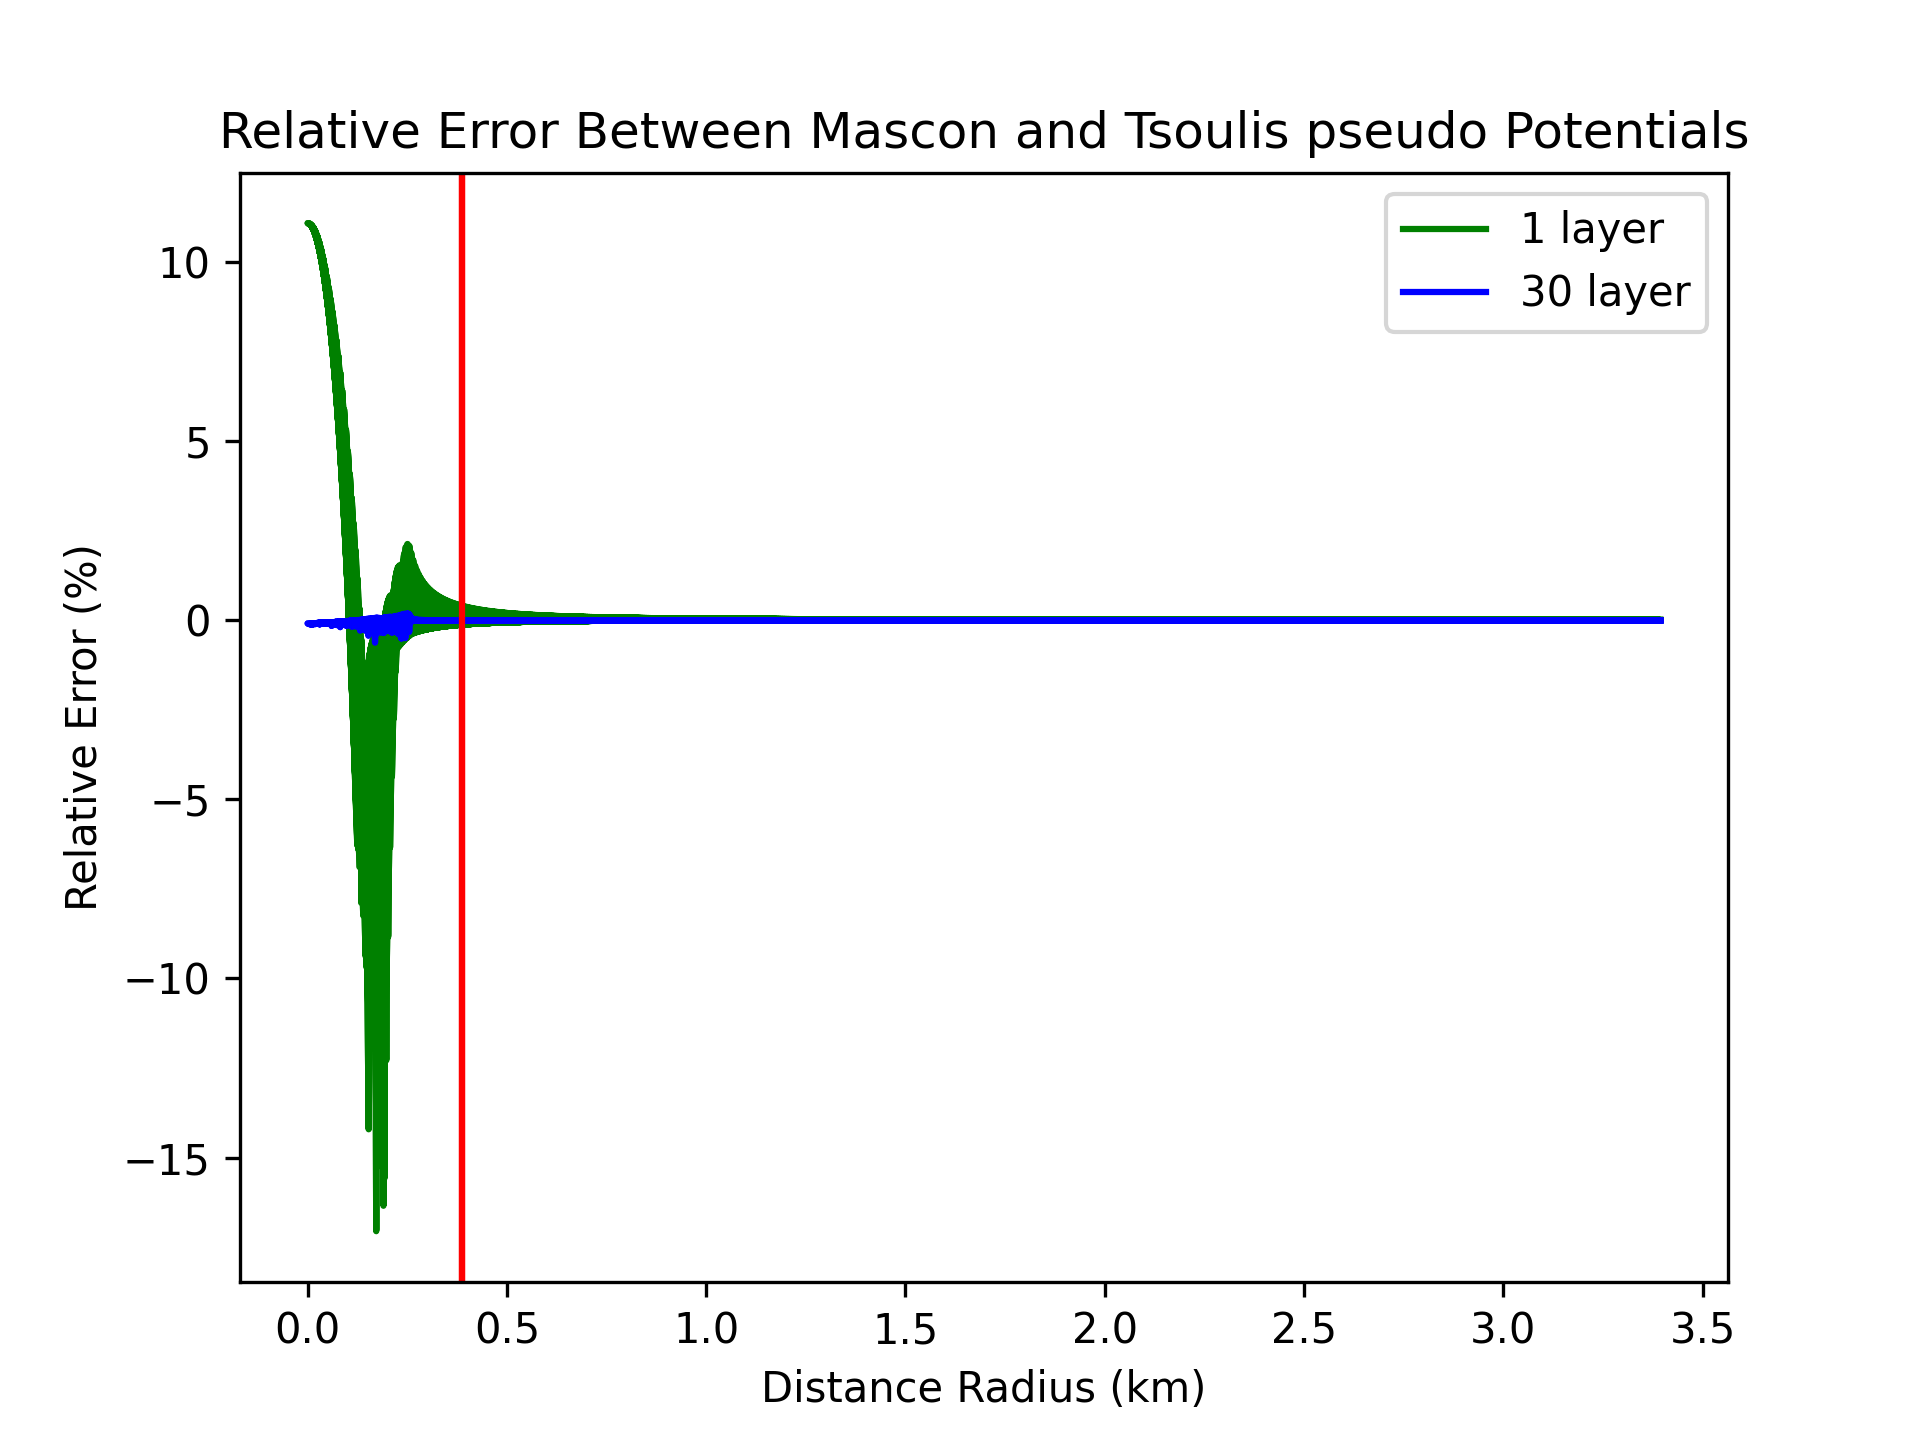 Relative Error Between Mascon and Tsoulis pseudo Potentials
1 layer
30 layer
10
5
0
−5
−10
−15
Relative Error (%)
0.0 0.5 1.0 1.5 2.0 2.5 3.0 3.5
Distance Radius (km)